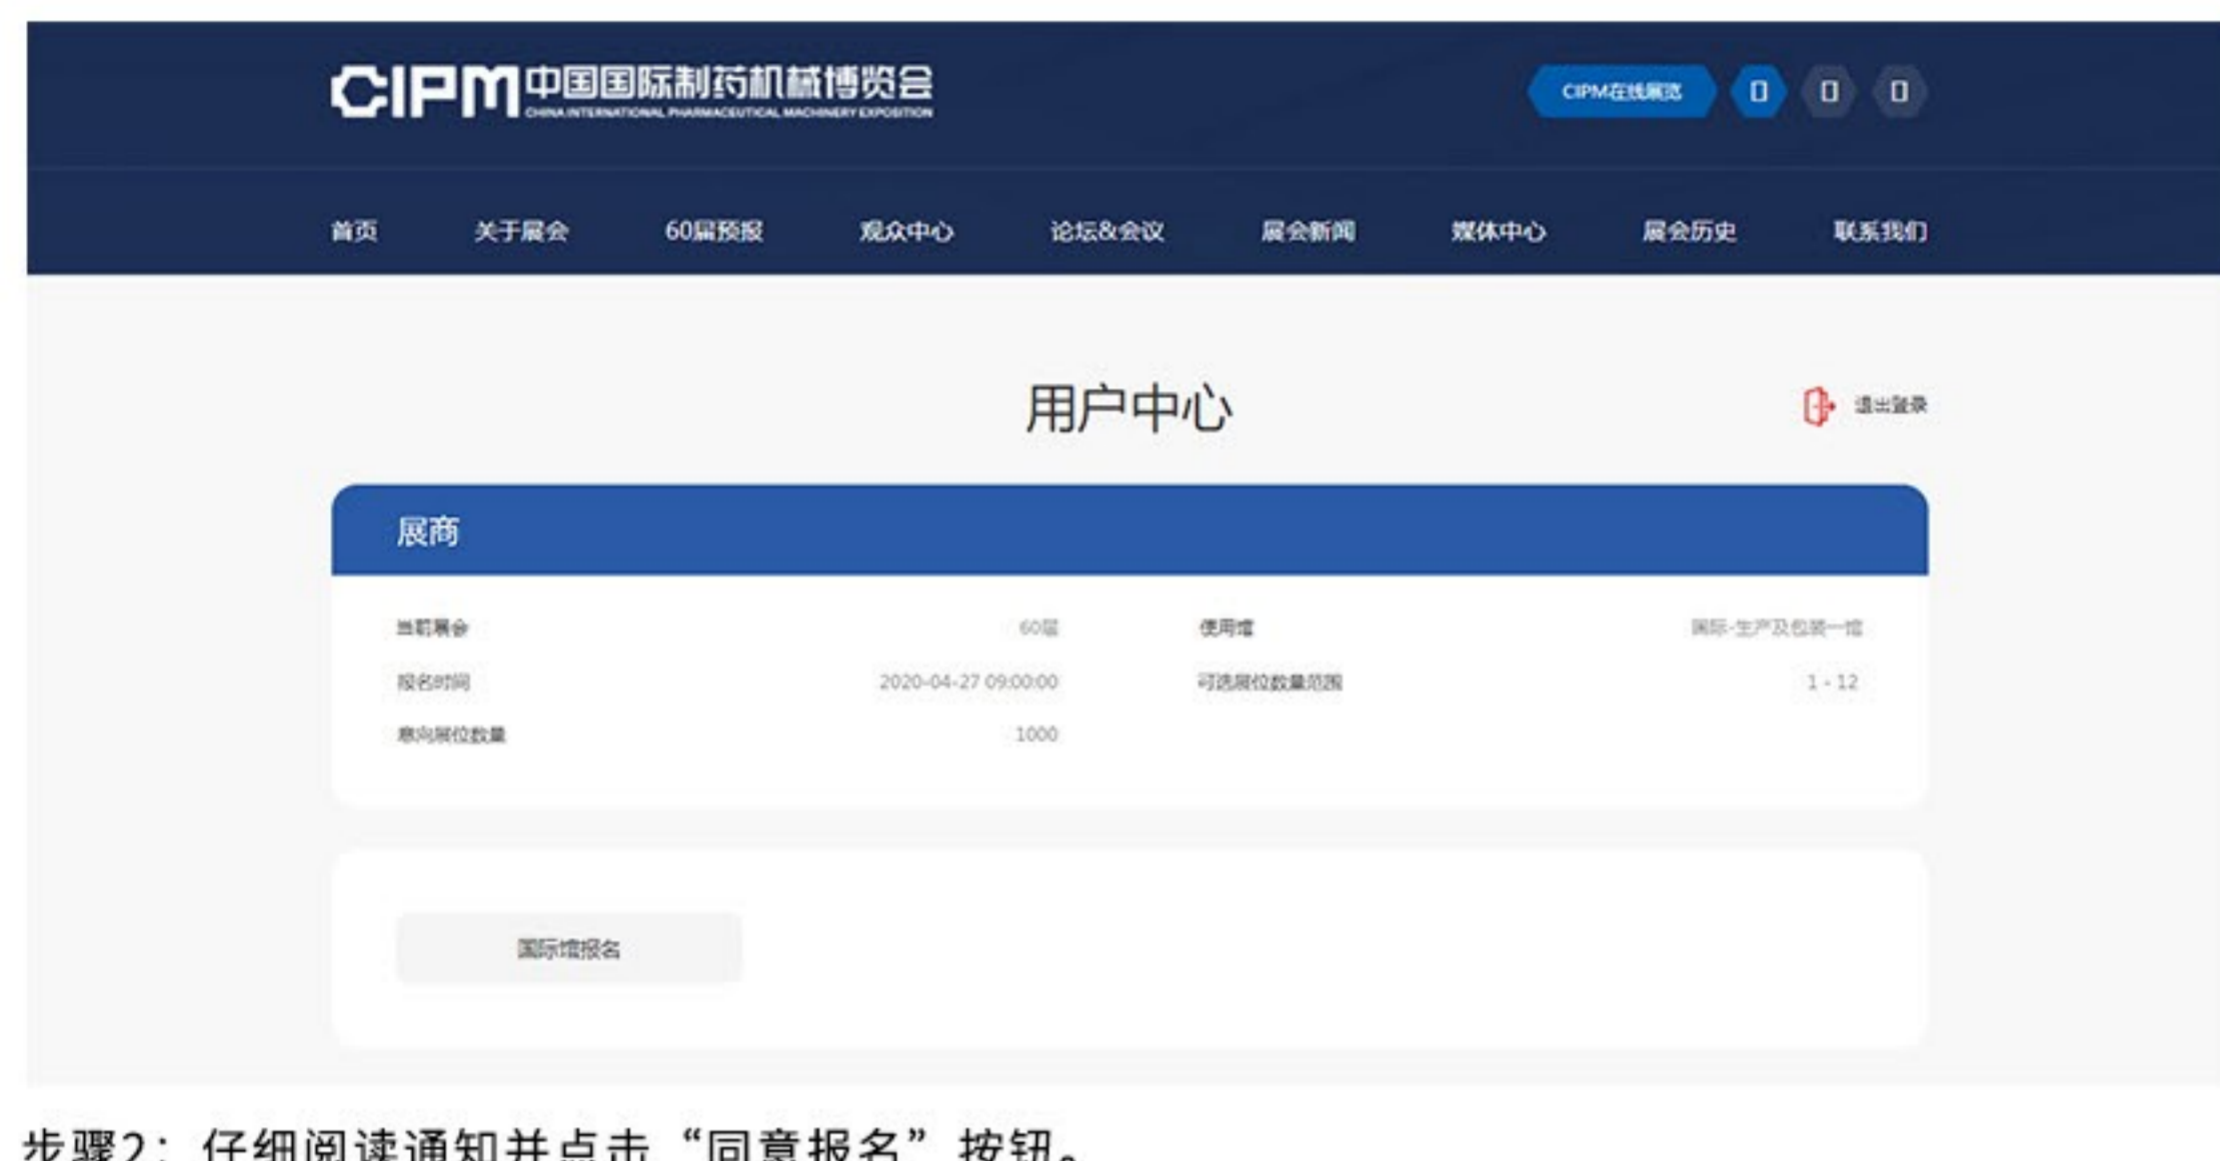 CIPM中国国际制药机械博览会
CHINA INTERNATIONAL PHARMACEUTICAL MACHINERY EXPOSITION
CIPM在线展览
首页 关于展会 60届预报 观众中心 论坛&会议 展会新闻 媒体中心 展会历史 联系我们
用户中心
退出登录
展商
当前展会 60届 使用馆 国际-生产及包装一馆
报名时间 2020-04-27 09:00:00 可选展位数量范围 1 - 12
意向展位数量 1000
国际馆报名
步骤2：仔细阅读通知并点击“同意报名”按钮。